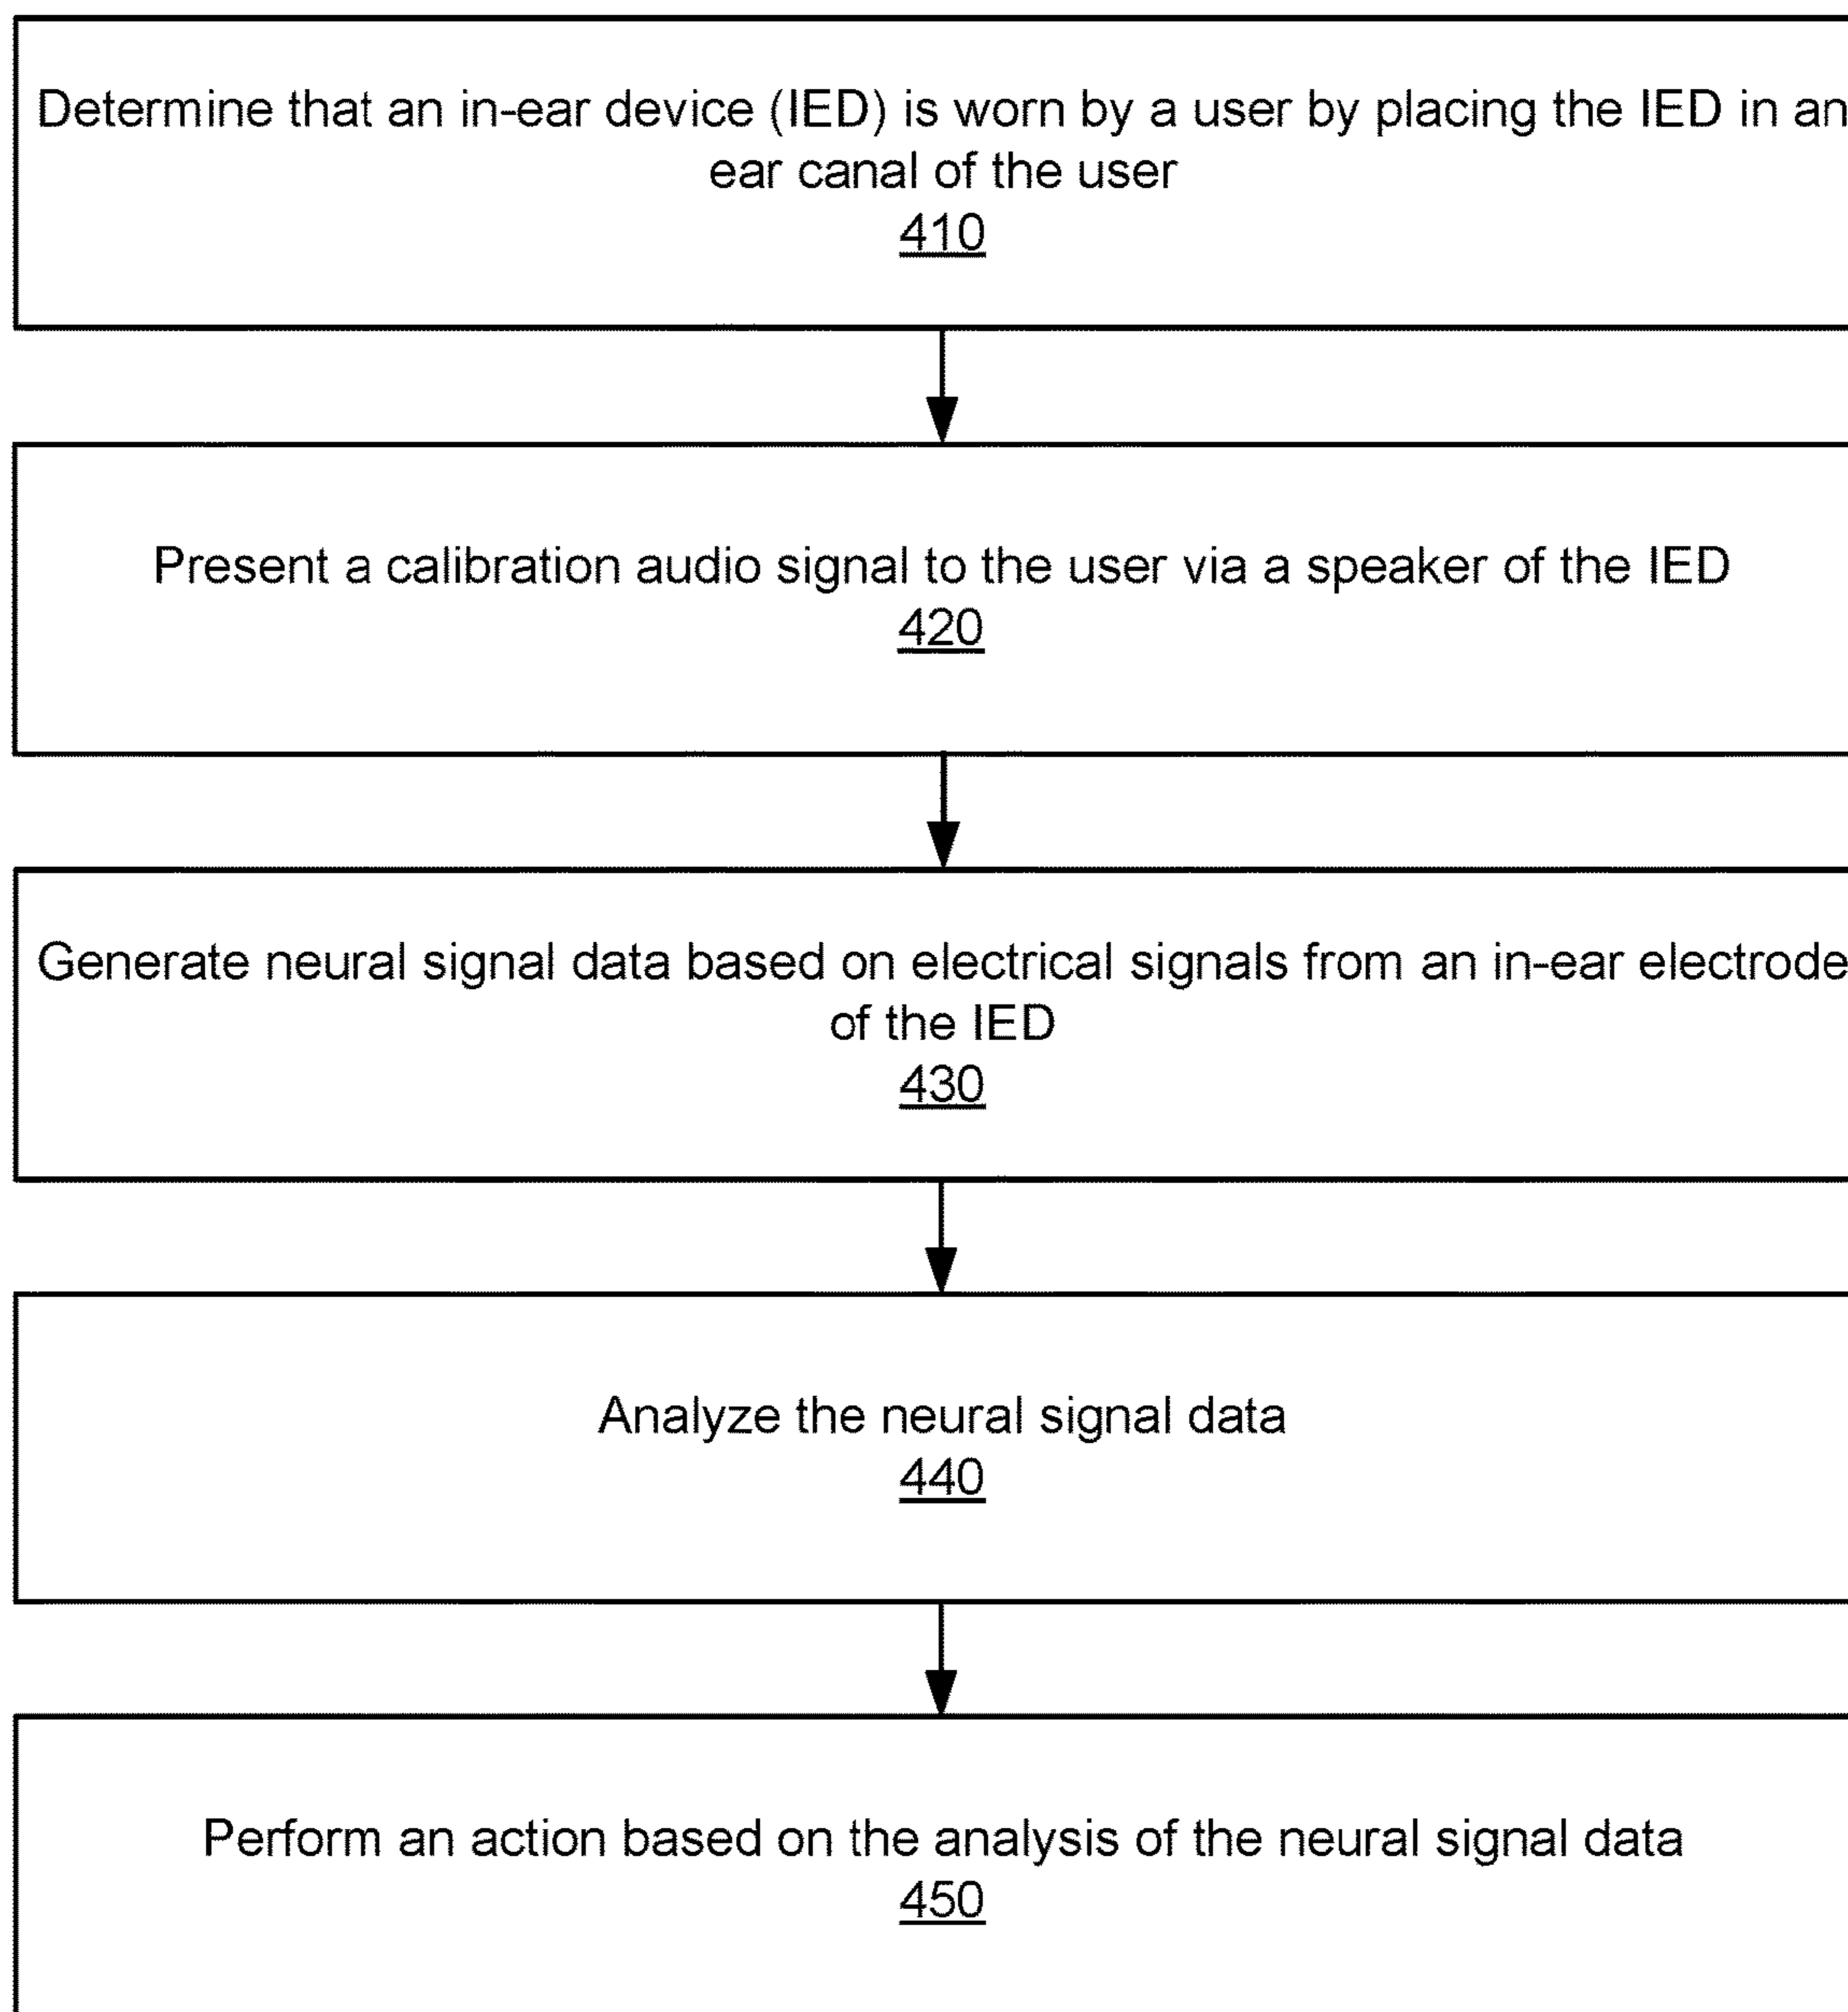 Determine that an in-ear device (IED) is worn by a user by placing the IED in an
ear canal of the user
410
Present a calibration audio signal to the user via a speaker of the IED
420
Generate neural signal data based on electrical signals from an in-ear electrode
of the IED
430
Analyze the neural signal data
440
Perform an action based on the analysis of the neural signal data
450